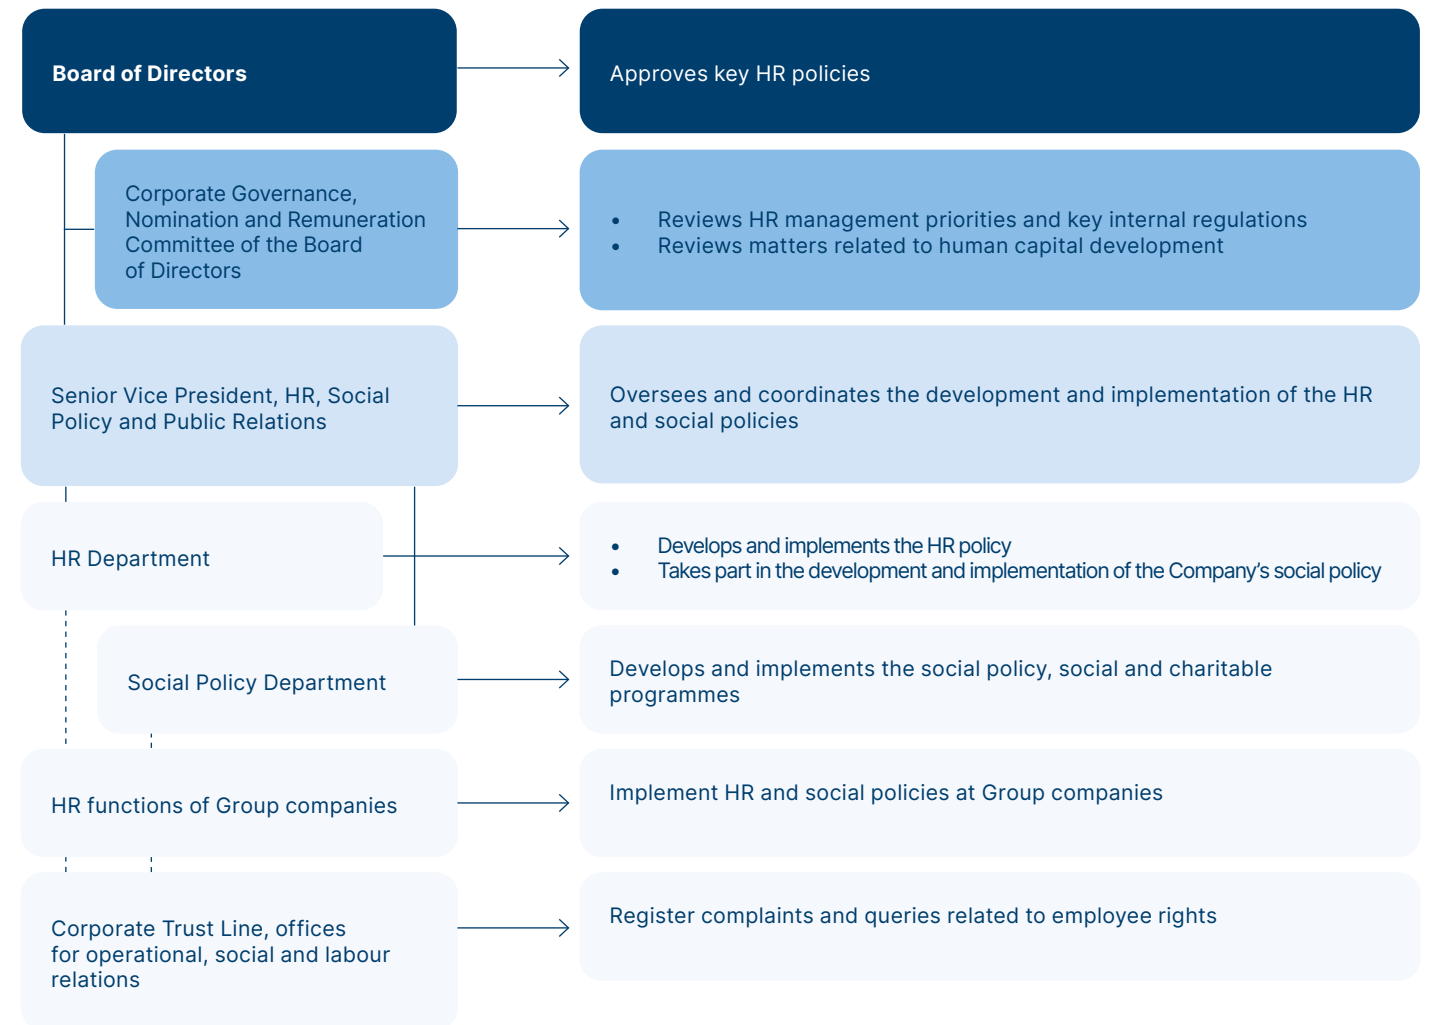 Board of Directors
Approves key HR policies
Corporate Governance,
Nomination and Remuneration
Committee of the Board
of Directors
• Reviews HR management priorities and key internal regulations
• Reviews matters related to human capital development
Senior Vice President, HR, Social
Policy and Public Relations
Oversees and coordinates the development and implementation of the HR
and social policies
HR Department
• Develops and implements the HR policy
• Takes part in the development and implementation of the Company’s social policy
Social Policy Department
Develops and implements the social policy, social and charitable
programmes
HR functions of Group companies
Implement HR and social policies at Group companies
Corporate Trust Line, offices
for operational, social and labour
relations
Register complaints and queries related to employee rights